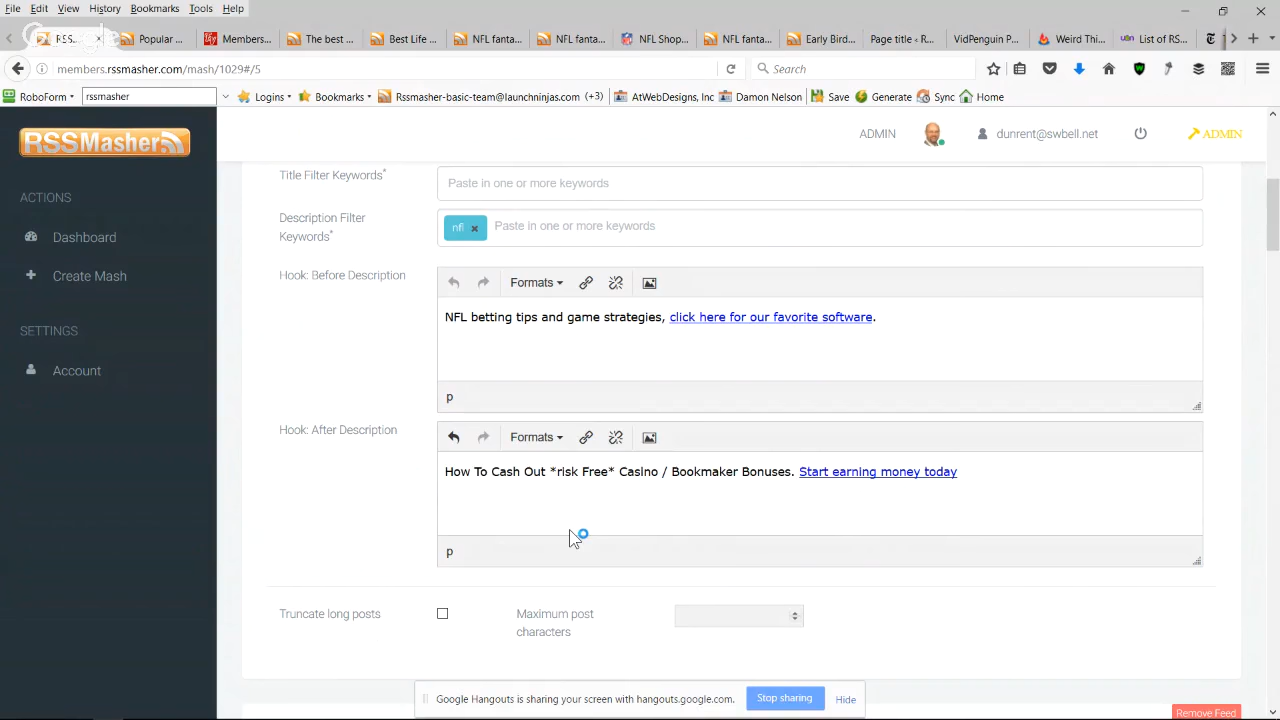 File Edit View History Bookmarks Tools Help
Google
RSS... Popular ... Members... The best ... Best Life ... NFL fanta... NFL fanta... NFL Shop... NFL Fanta... Early Bird... Page title ‹ R... VidPenguin P... Weird Thi... List of RS...
members.rssmasher.com/mash/1029#/5 Search
RoboForm rssmasher Logins Bookmarks Rssmasher-basic-team@launchninjas.com (+3) AtWebDesigns, I... Damon Nelson Save Generate Sync Home
RSSMasher
ADMIN dunrent@swbell.net ADMIN
ACTIONS
Dashboard
Create Mash
SETTINGS
Account
Title Filter Keywords* Paste in one or more keywords
Description Filter
Keywords*
nfl × Paste in one or more keywords
Hook: Before Description
Formats
NFL betting tips and game strategies, click here for our favorite software.
p
Hook: After Description
Formats
How To Cash Out *risk Free* Casino / Bookmaker Bonuses. Start earning money today
p
Truncate long posts
Maximum post
characters
Google Hangouts is sharing your screen with hangouts.google.com. Stop sharing Hide
Remove Feed